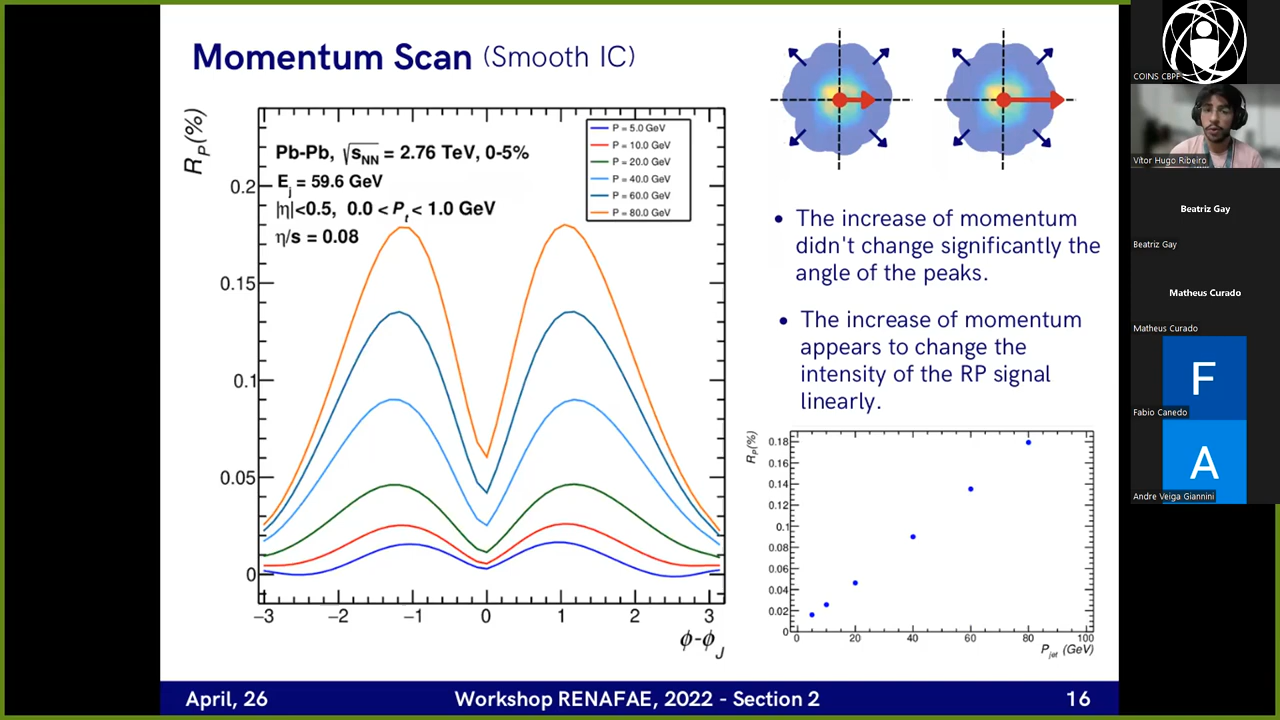 Momentum Scan (Smooth IC)
R_P(%)
Pb-Pb, √s_NN = 2.76 TeV, 0-5%
E_j = 59.6 GeV
|η|<0.5, 0.0 < P_t < 1.0 GeV
η/s = 0.08
P = 5.0 GeV
P = 10.0 GeV
P = 20.0 GeV
P = 40.0 GeV
P = 60.0 GeV
P = 80.0 GeV
0.2
0.15
0.1
0.05
0
−3 −2 −1 0 1 2 3
ϕ-ϕ_J
• The increase of momentum
didn't change significantly the
angle of the peaks.
• The increase of momentum
appears to change the
intensity of the RP signal
linearly.
R_P(%)
0.18
0.16
0.14
0.12
0.1
0.08
0.06
0.04
0.02
0
0 20 40 60 80 100
P_jet (GeV)
April, 26
Workshop RENAFAE, 2022 - Section 2
16
COINS CBPF
Vítor Hugo Ribeiro
Beatriz Gay
Beatriz Gay
Matheus Curado
Matheus Curado
F
Fabio Canedo
A
Andre Veiga Giannini